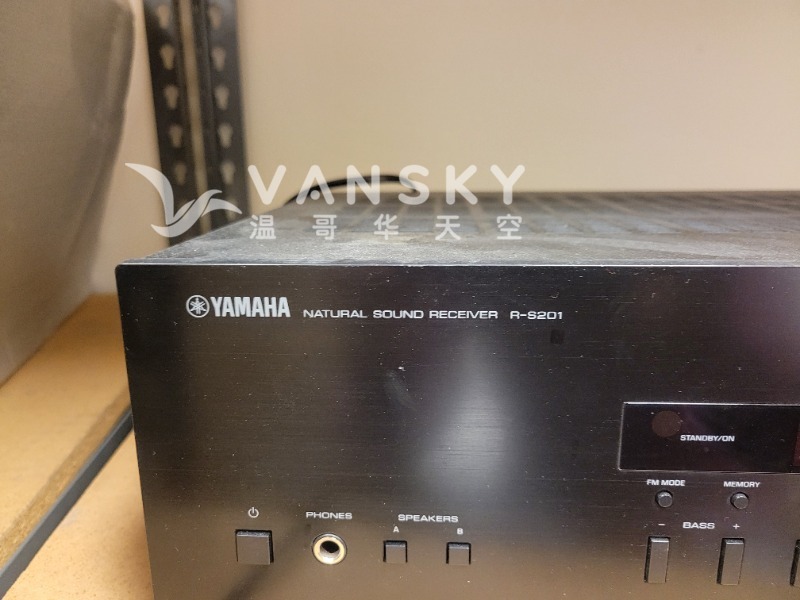 VANSKY
温哥华天空
YAMAHA NATURAL SOUND RECEIVER R-S201
STANDBY/ON
FM MODE MEMORY
PHONES SPEAKERS - BASS +
A B